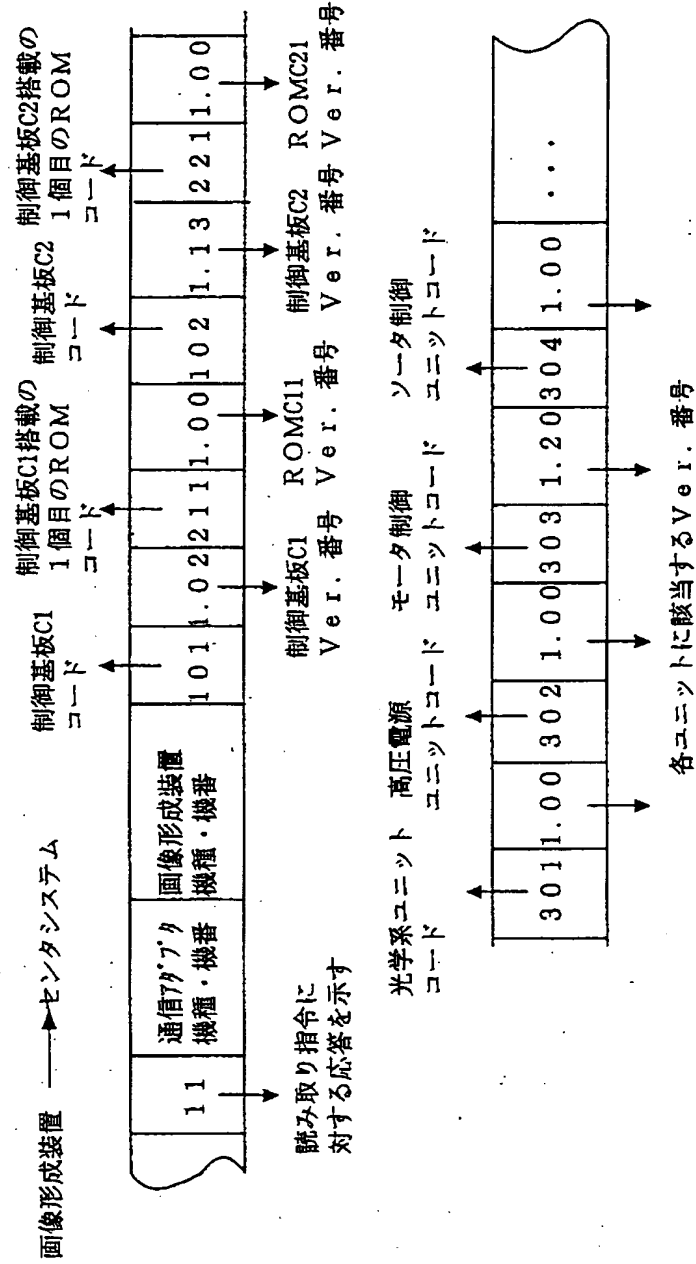 画像形成装置 → センタシステム
制御基板C1
コード
制御基板C1搭載の
1個目のROM
コード
制御基板C2
コード
制御基板C2搭載の
1個目のROM
コード
11
通信アダプタ
機種・機番
画像形成装置
機種・機番
101
1.02
211
1.00
102
1.13
221
1.00
読み取り指令に
対する応答を示す
制御基板C1
Ver. 番号
ROMC11
Ver. 番号
制御基板C2
Ver. 番号
ROMC21
Ver. 番号
光学系ユニット
コード
高圧電源
ユニットコード
モータ制御
ユニットコード
ソータ制御
ユニットコード
301
1.00
302
1.00
303
1.20
304
1.00
...
各ユニットに該当するVer. 番号